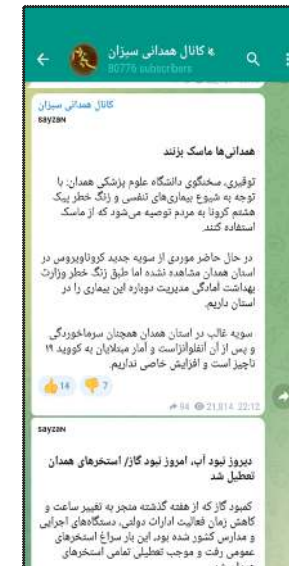 کانال همدانی سیزان
80776 subscribers
کانال همدانی سیزان
sayzan
همدانی‌ها ماسک بزنند
توقیری، سخنگوی دانشگاه علوم پزشکی همدان: با
توجه به شیوع بیماری‌های تنفسی و زنگ خطر پیک
هشتم کرونا به مردم توصیه می‌شود که از ماسک
استفاده کنند.
در حال حاضر موردی از سویه جدید کروناویروس در
استان همدان مشاهده نشده اما طبق زنگ خطر وزارت
بهداشت آمادگی مدیریت دوباره این بیماری را در
استان داریم.
سویه غالب در استان همدان همچنان سرماخوردگی
و پس از آن آنفلوآنزاست و آمار مبتلایان به کووید ۱۹
ناچیز است و افزایش خاصی نداریم.
14 7
84 21,814 22:12
sayzan
دیروز نبود آب، امروز نبود گاز/ استخرهای همدان
تعطیل شد
کمبود گاز که از هفته گذشته منجر به تغییر ساعت و
کاهش زمان فعالیت ادارات دولتی، دستگاه‌های اجرایی
و مدارس کشور شده بود، این بار سراغ استخرهای
عمومی رفت و موجب تعطیلی تمامی استخرهای